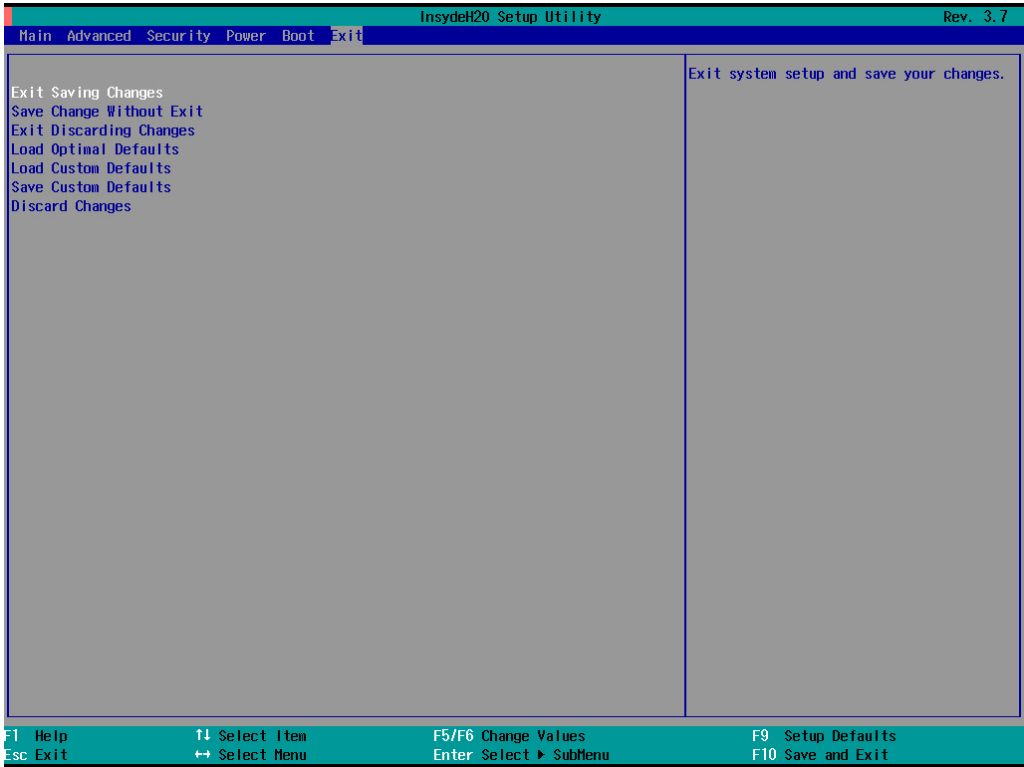 InsydeH20 Setup Utility Rev. 3.7
Main Advanced Security Power Boot Exit
Exit system setup and save your changes.
Exit Saving Changes
Save Change Without Exit
Exit Discarding Changes
Load Optimal Defaults
Load Custom Defaults
Save Custom Defaults
Discard Changes
F1 Help ↑↓ Select Item F5/F6 Change Values F9 Setup Defaults
Esc Exit ←→ Select Menu Enter Select ▶ SubMenu F10 Save and Exit